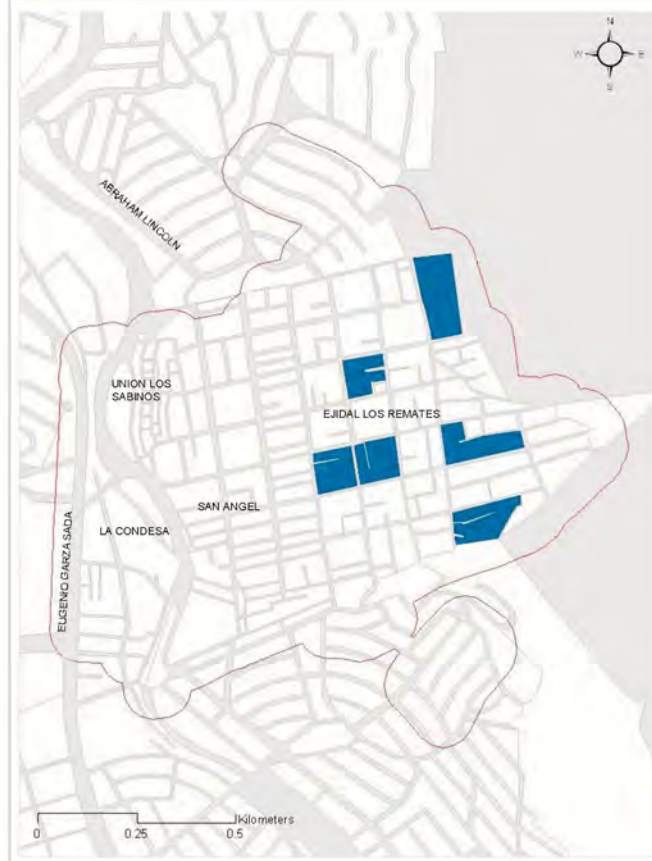 N
W E
S
ABRAHAM LINCOLN
UNION LOS
SABINOS
EJIDAL LOS REMATES
SAN ANGEL
LA CONDESA
EUGENIO GARZA SADA
Kilometers
0 0.25 0.5